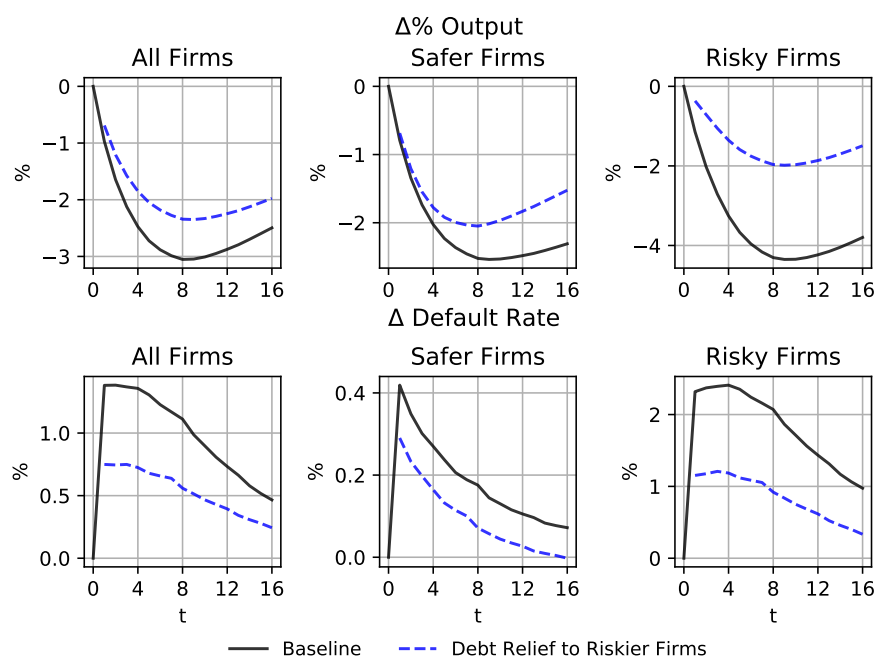 Δ% Output
All Firms Safer Firms Risky Firms
0 0 0
−1 −1 −2 −2 −4
−3
% % %
0 4 8 12 16 0 4 8 12 16 0 4 8 12 16
Δ Default Rate
All Firms Safer Firms Risky Firms
1.0 0.4 2
0.5 0.2 1
0.0 0.0 0
% % %
0 4 8 12 16 0 4 8 12 16 0 4 8 12 16
t t t
Baseline Debt Relief to Riskier Firms